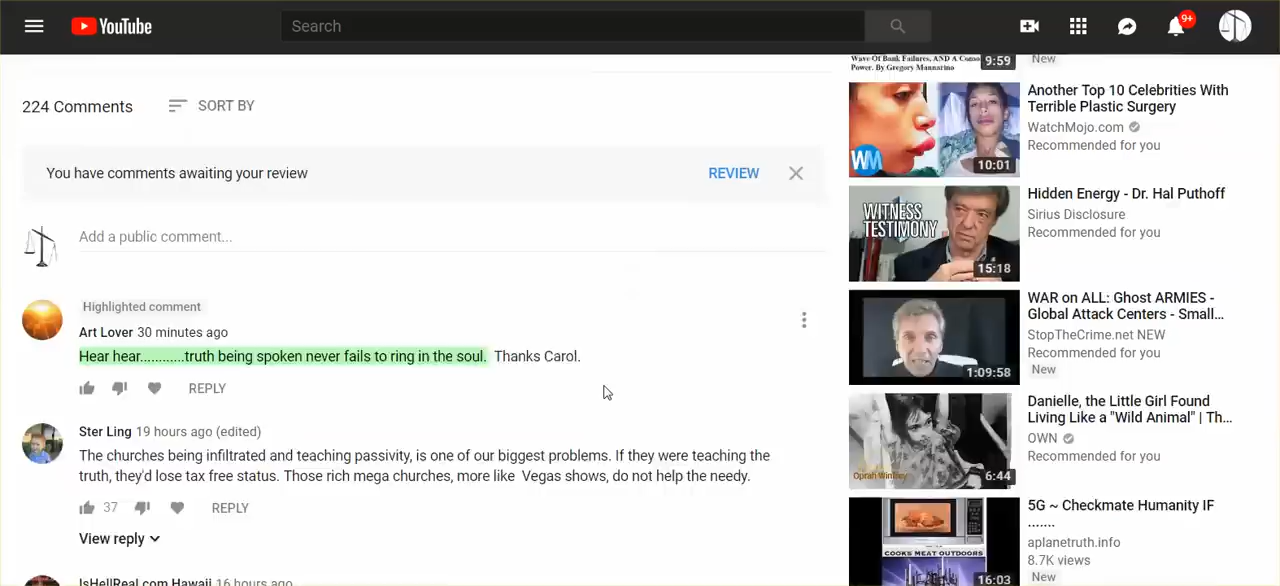 YouTube
Search
9+
224 Comments
SORT BY
You have comments awaiting your review
REVIEW
Add a public comment...
Highlighted comment
Art Lover 30 minutes ago
Hear hear...........truth being spoken never fails to ring in the soul. Thanks Carol.
REPLY
Ster Ling 19 hours ago (edited)
The churches being infiltrated and teaching passivity, is one of our biggest problems. If they were teaching the
truth, they'd lose tax free status. Those rich mega churches, more like Vegas shows, do not help the needy.
37
REPLY
View reply
IsHellReal.com Hawaii 16 hours ago
Wave Of Bank Failures, AND A
Power. By Gregory Mannarino
9:59
New
WM
10:01
Another Top 10 Celebrities With
Terrible Plastic Surgery
WatchMojo.com
Recommended for you
WITNESS
TESTIMONY
15:18
Hidden Energy - Dr. Hal Puthoff
Sirius Disclosure
Recommended for you
1:09:58
WAR on ALL: Ghost ARMIES -
Global Attack Centers - Small...
StopTheCrime.net NEW
Recommended for you
New
Oprah Winfrey
6:44
Danielle, the Little Girl Found
Living Like a "Wild Animal" | Th...
OWN
Recommended for you
COOKS MEAT OUTDOORS
16:03
5G ~ Checkmate Humanity IF
.......
aplanetruth.info
8.7K views
New